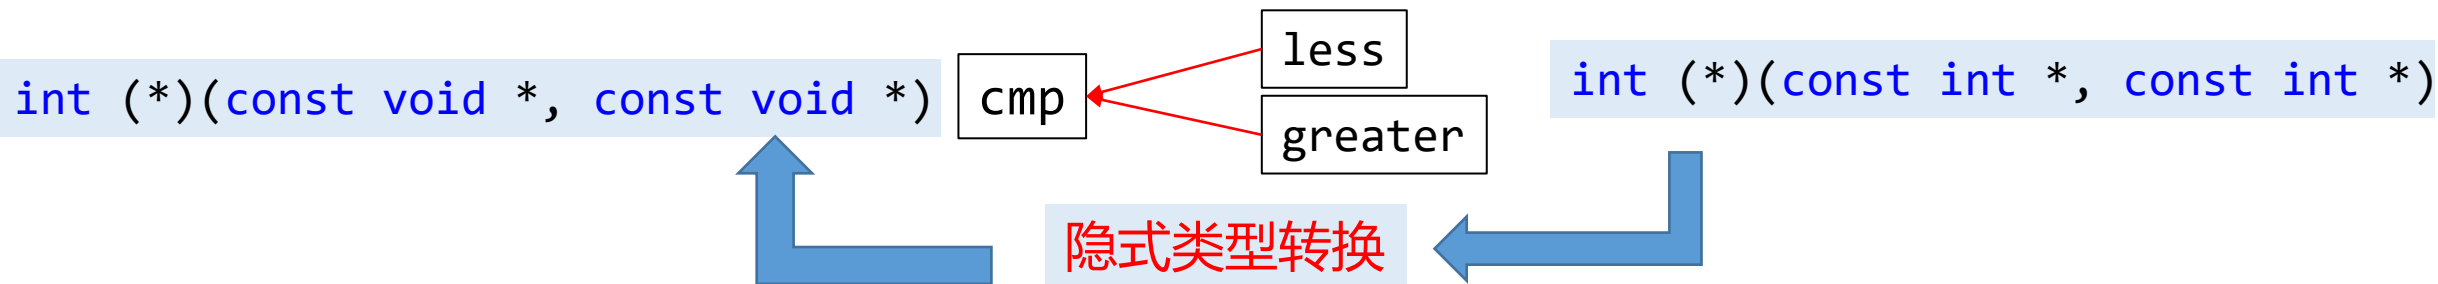 int (*)(const void *, const void *)
cmp
less
greater
int (*)(const int *, const int *)
隐式类型转换